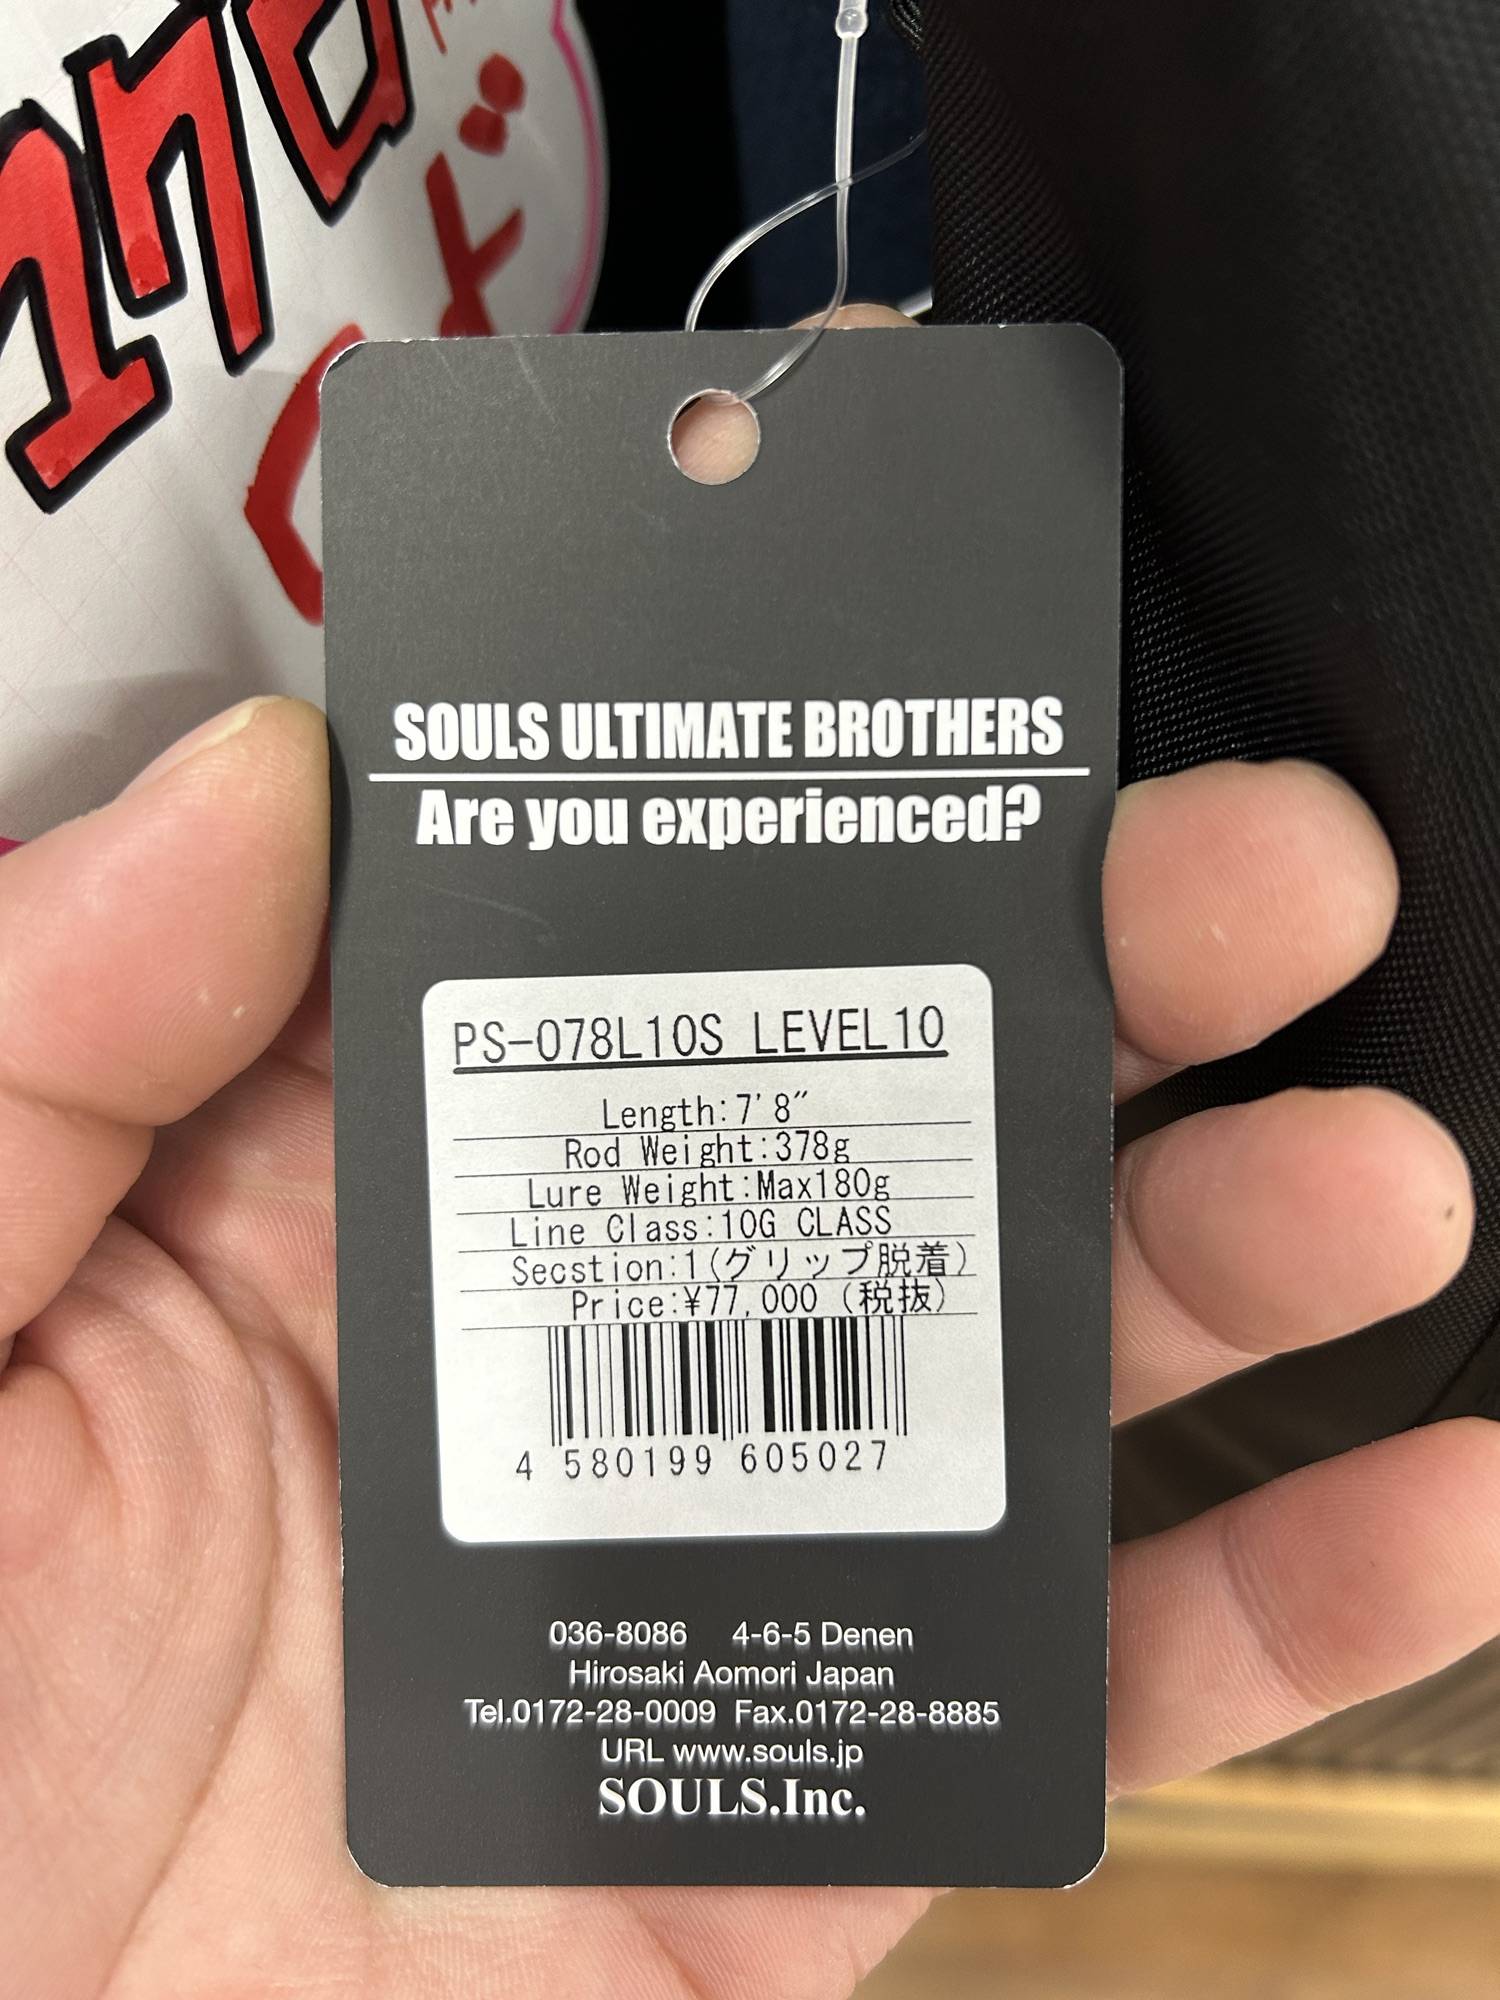 SOULS ULTIMATE BROTHERS
Are you experienced?
PS-078L10S LEVEL10
Length:7'8"
Rod Weight:378g
Lure Weight:Max180g
Line Class:10G CLASS
Secstion:1(グリップ脱着)
Price:¥77,000 (税抜)
4 580199 605027
036-8086 4-6-5 Denen
Hirosaki Aomori Japan
Tel.0172-28-0009 Fax.0172-28-8885
URL www.souls.jp
SOULS.Inc.